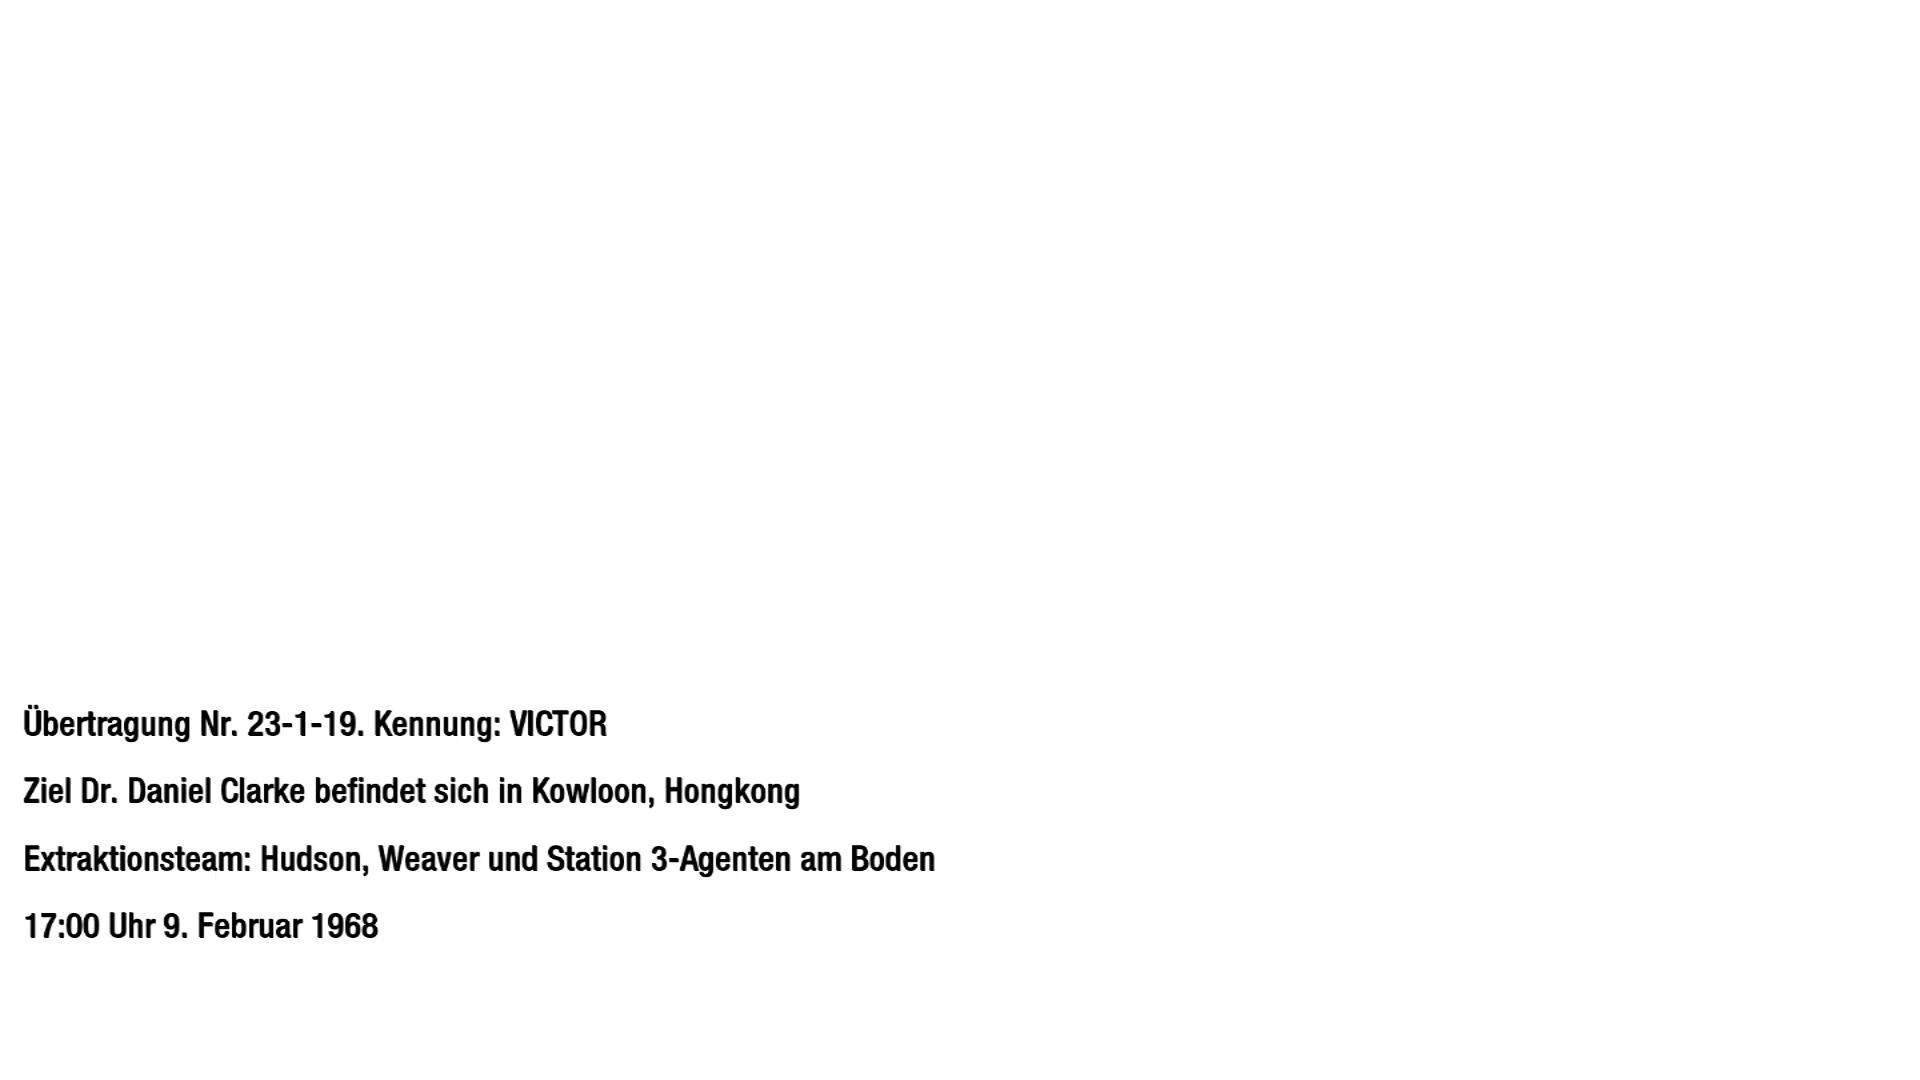 Übertragung Nr. 23-1-19. Kennung: VICTOR
Ziel Dr. Daniel Clarke befindet sich in Kowloon, Hongkong
Extraktionsteam: Hudson, Weaver und Station 3-Agenten am Boden
17:00 Uhr 9. Februar 1968